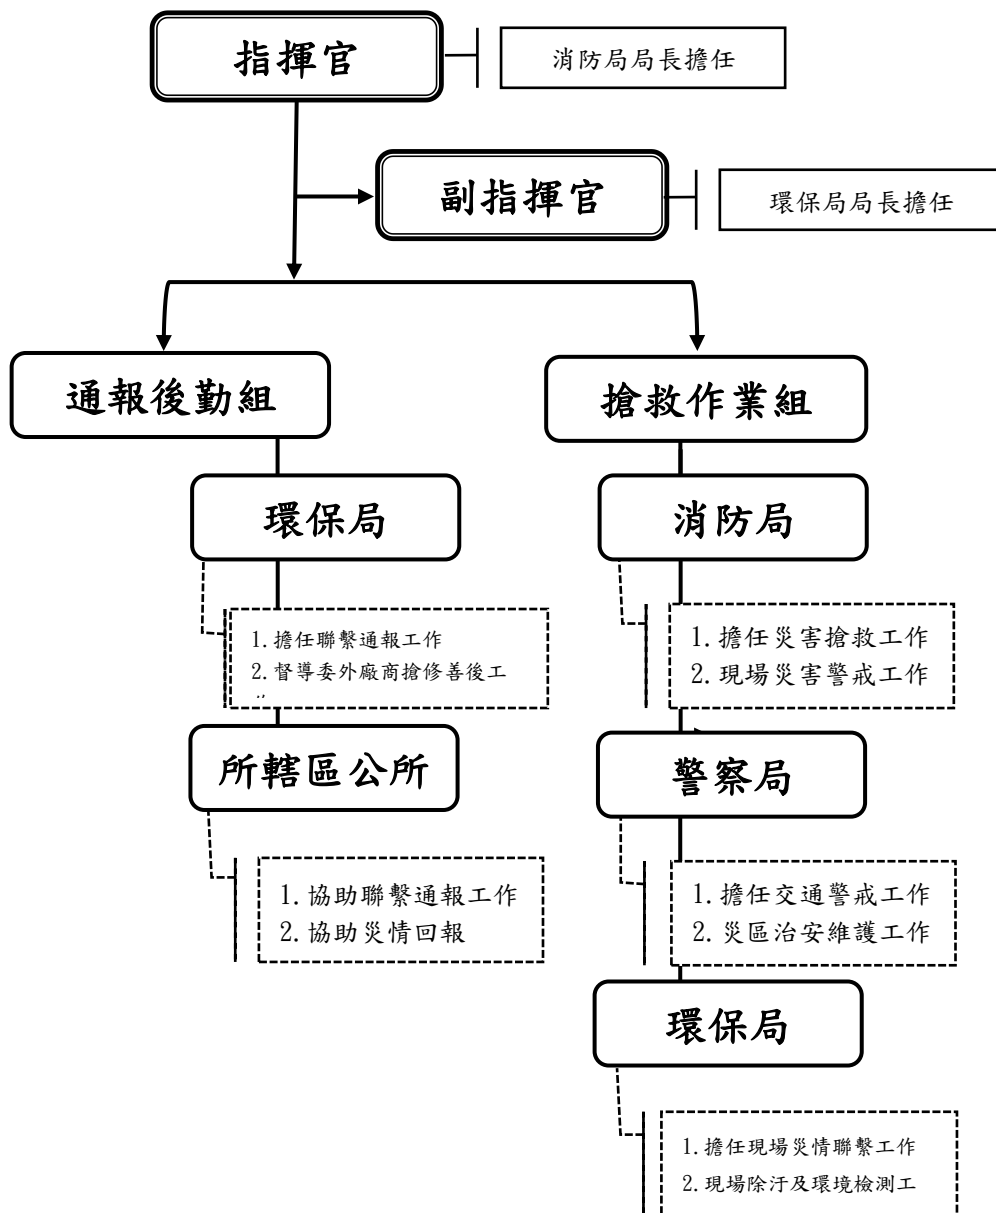 指揮官
消防局局長擔任
副指揮官
環保局局長擔任
通報後勤組
搶救作業組
環保局
消防局
1.擔任聯繫通報工作
2.督導委外廠商搶修善後工
1.擔任災害搶救工作
2.現場災害警戒工作
所轄區公所
警察局
1.協助聯繫通報工作
2.協助災情回報
1.擔任交通警戒工作
2.災區治安維護工作
環保局
1.擔任現場災情聯繫工作
2.現場除汙及環境檢測工